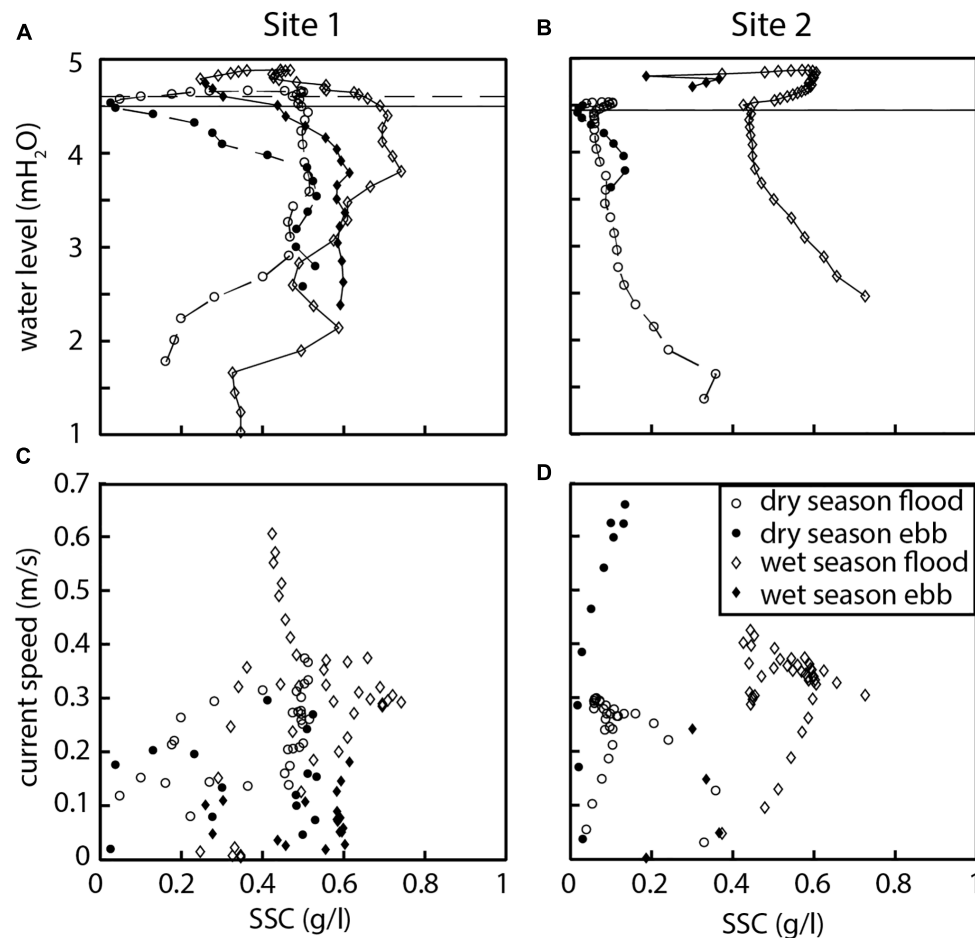 Site 1
Site 2
A
B
water level (mH2O)
5
4
3
2
1
C
D
current speed (m/s)
0.7
0.6
0.5
0.4
0.3
0.2
0.1
0
dry season flood
dry season ebb
wet season flood
wet season ebb
0 0.2 0.4 0.6 0.8 1
0 0.2 0.4 0.6 0.8 1
SSC (g/l)
SSC (g/l)